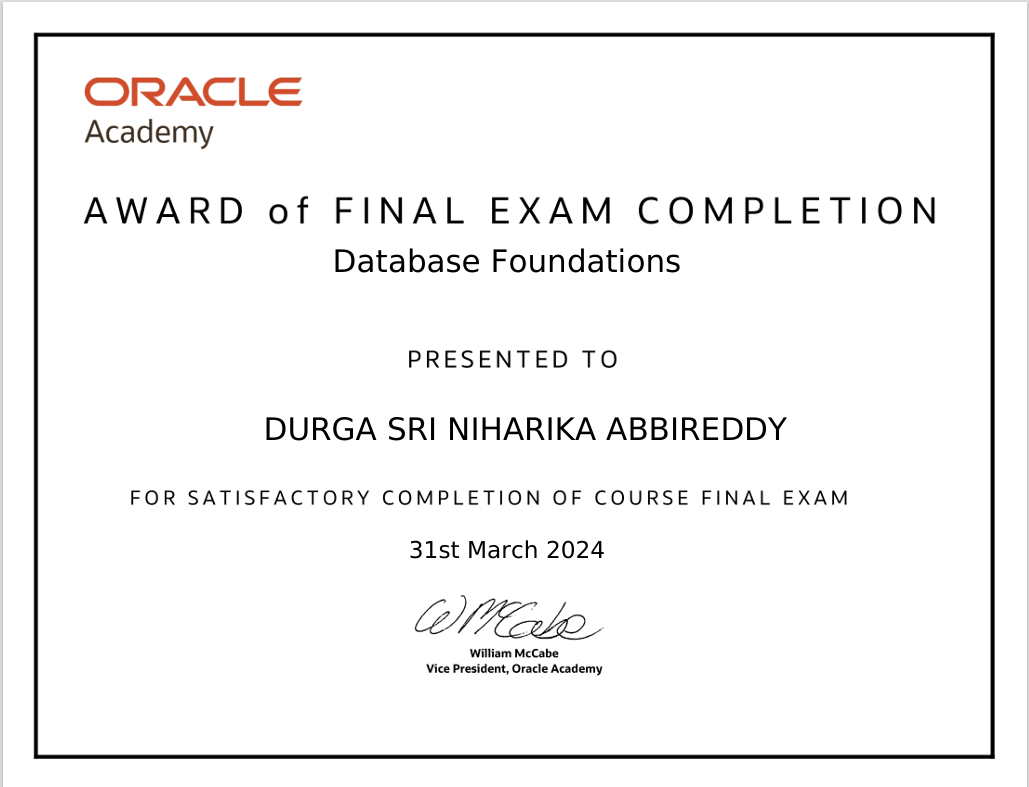 ORACLE
Academy
AWARD of FINAL EXAM COMPLETION
Database Foundations
PRESENTED TO
DURGA SRI NIHARIKA ABBIREDDY
FOR SATISFACTORY COMPLETION OF COURSE FINAL EXAM
31st March 2024
W McCabe
William McCabe
Vice President, Oracle Academy